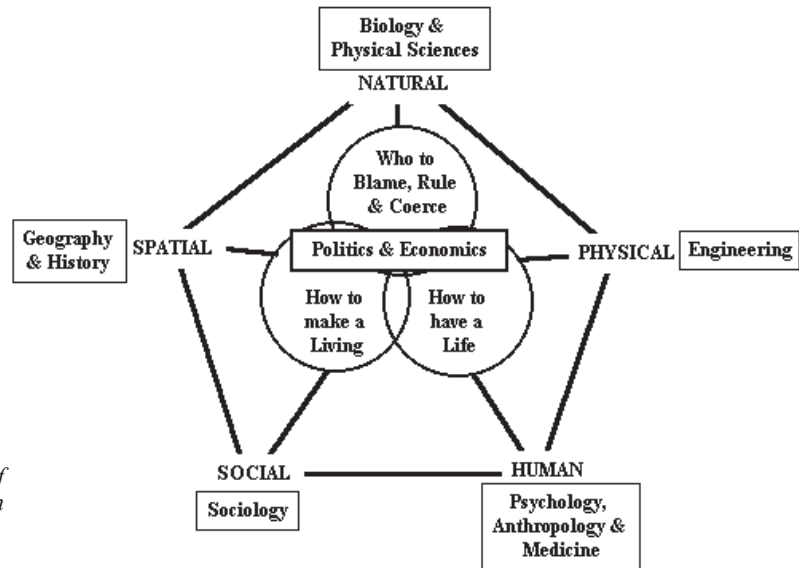 Biology &
Physical Sciences
NATURAL
Who to
Blame, Rule
& Coerce
Geography
& History
SPATIAL
Politics & Economics
PHYSICAL
Engineering
How to
make a
Living
How to
have a
Life
SOCIAL
Sociology
HUMAN
Psychology,
Anthropology &
Medicine
f